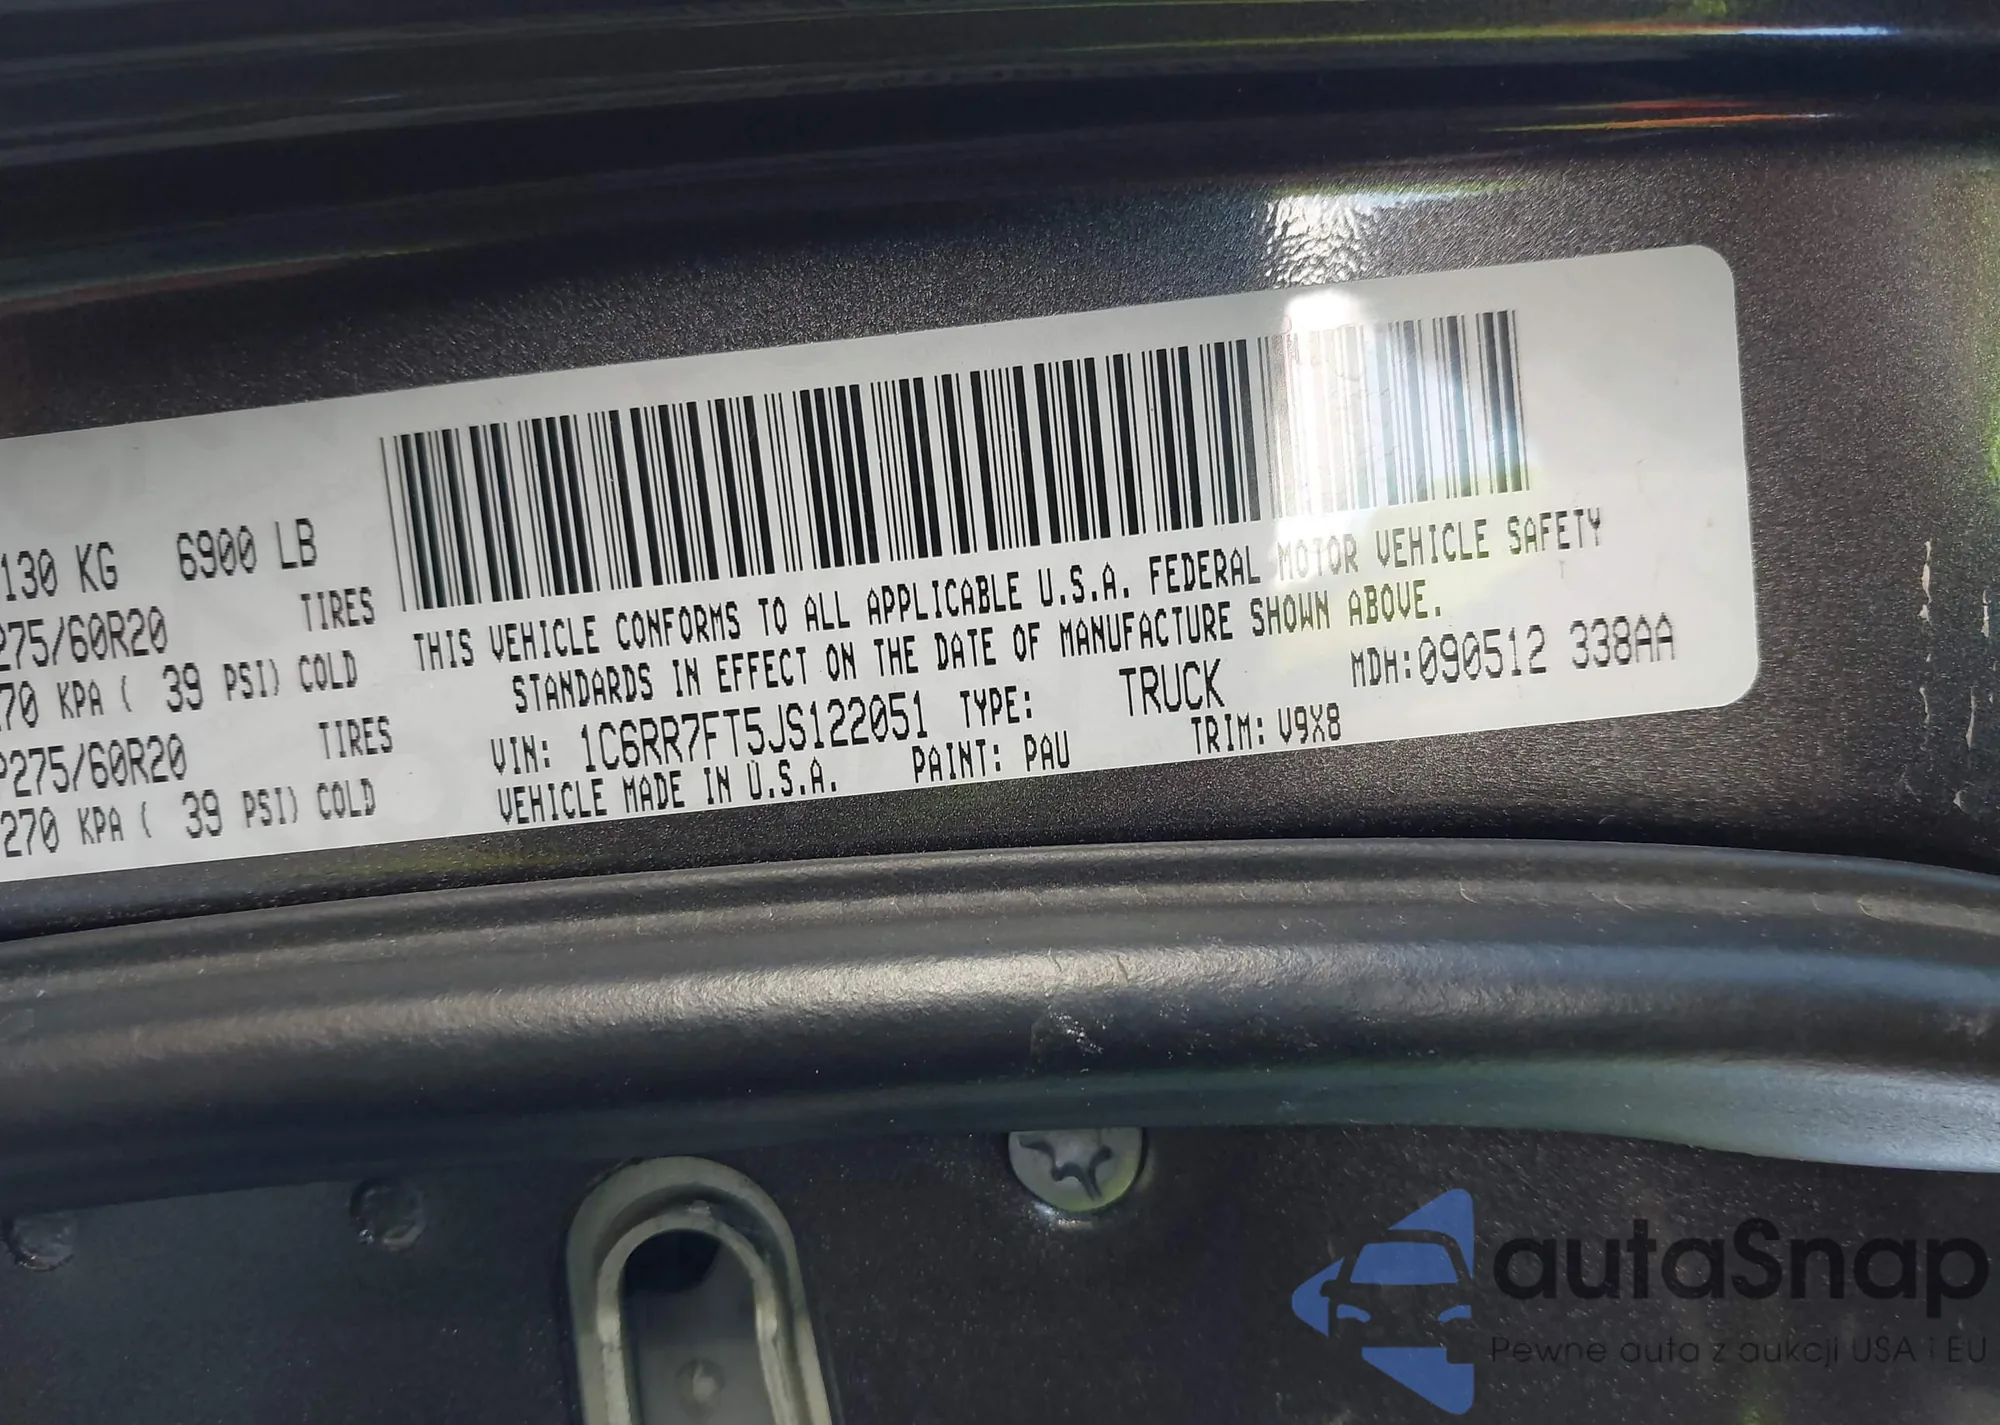 130 KG 6900 LB
275/60R20 TIRES
70 KPA ( 39 PSI) COLD
P275/60R20 TIRES
270 KPA ( 39 PSI) COLD
THIS VEHICLE CONFORMS TO ALL APPLICABLE U.S.A. FEDERAL MOTOR VEHICLE SAFETY
STANDARDS IN EFFECT ON THE DATE OF MANUFACTURE SHOWN ABOVE.
VIN: 1C6RR7FT5JS122051 TYPE: TRUCK MDH:090512 338AA
VEHICLE MADE IN U.S.A. PAINT: PAU TRIM: V9X8
autaSnap
Pewne auta z aukcji USA i EU